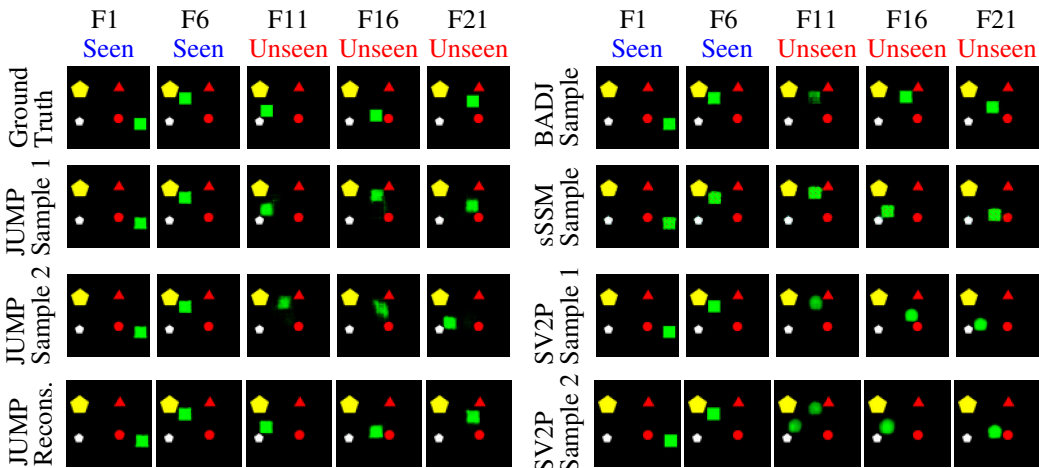 F1 F6 F11 F16 F21 F1 F6 F11 F16 F21
Seen Seen Unseen Unseen Unseen Seen Seen Unseen Unseen Unseen
Ground
Truth
BADJ
Sample
JUMP
Sample 1
sSSM
Sample
JUMP
Sample 2
SV2P
Sample 1
JUMP
Recons.
SV2P
Sample 2